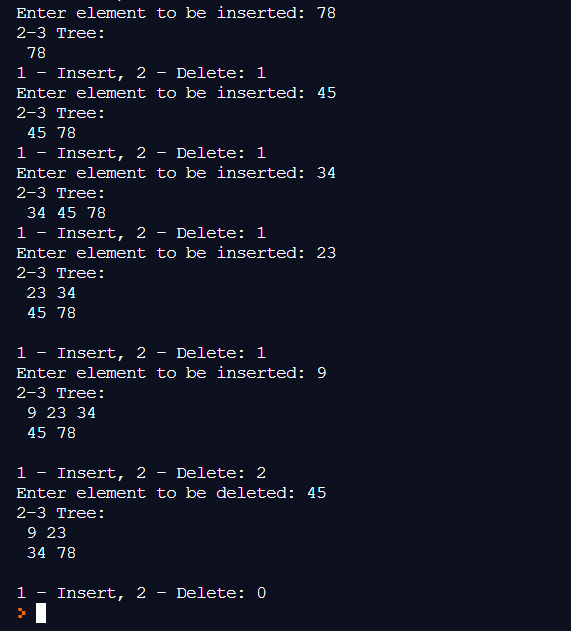 Enter element to be inserted: 78
2-3 Tree:
78
1 - Insert, 2 - Delete: 1
Enter element to be inserted: 45
2-3 Tree:
45 78
1 - Insert, 2 - Delete: 1
Enter element to be inserted: 34
2-3 Tree:
34 45 78
1 - Insert, 2 - Delete: 1
Enter element to be inserted: 23
2-3 Tree:
23 34
45 78
1 - Insert, 2 - Delete: 1
Enter element to be inserted: 9
2-3 Tree:
9 23 34
45 78
1 - Insert, 2 - Delete: 2
Enter element to be deleted: 45
2-3 Tree:
9 23
34 78
1 - Insert, 2 - Delete: 0
>